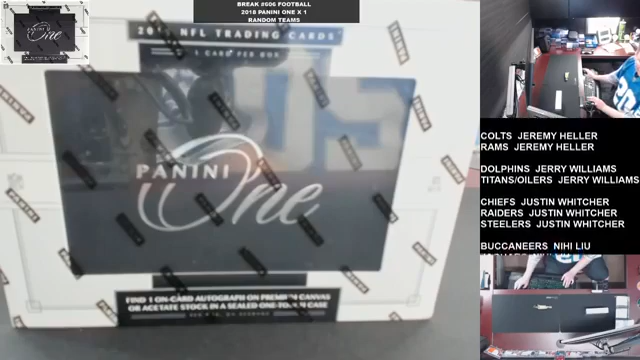 BREAK #606 FOOTBALL
2018 PANINI ONE X 1
RANDOM TEAMS
NFL TRADING CARDS
1 CARD PER BOX
PANINI
One
FIND 1 ON-CARD AUTOGRAPH ON PREMIUM CANVAS
OR ACETATE STOCK IN A SEALED ONE-TOUCH CASE
COLTS JEREMY HELLER
RAMS JEREMY HELLER
DOLPHINS JERRY WILLIAMS
TITANS/OILERS JERRY WILLIAMS
CHIEFS JUSTIN WHITCHER
RAIDERS JUSTIN WHITCHER
STEELERS JUSTIN WHITCHER
BUCCANEERS NIHI LIU